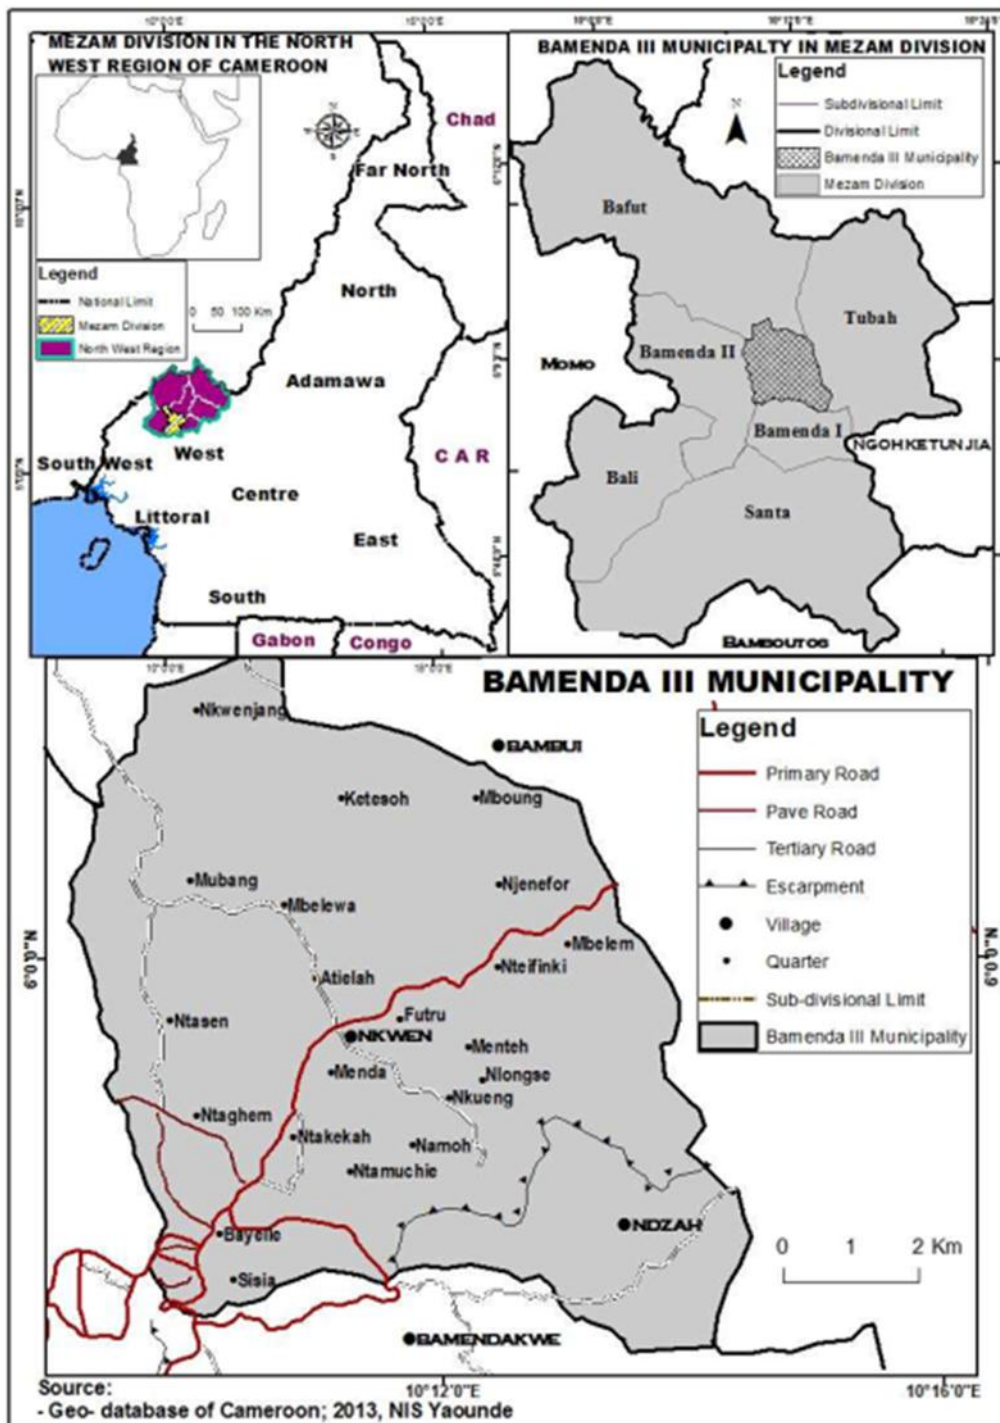 MEZAM DIVISION IN THE NORTH
WEST REGION OF CAMEROON
Chad
Far North
Legend
National Limit
Mezam Division
North West Region
0 50 100 Km
North
Adamawa
South West
West
C A R
Centre
Littoral
East
South
Gabon
Congo
BAMENDA III MUNICIPALTY IN MEZAM DIVISION
Legend
Subdivisional Limit
Divisional Limit
Bamenda III Municipality
Mezam Division
N
Bafut
Tubah
Momo
Bamenda II
Bamenda I
NGOHKETUNJIA
Bali
Santa
BAMBOUTOS
BAMENDA III MUNICIPALITY
Nkwenjang
BAMBUI
Ketesoh
Mboung
Mubang
Njenefor
Mbelewa
Mbelem
Nteifinki
Atielah
Ntasen
Futru
NKWEN
Menteh
Menda
Nlongse
Nkueng
Ntaghem
Ntakekah
Namoh
Ntamuchie
NDZAH
Bayelle
Sisia
BAMENDAKWE
Legend
Primary Road
Pave Road
Tertiary Road
Escarpment
Village
Quarter
Sub-divisional Limit
Bamenda III Municipality
0 1 2 Km
6°0'0"N
6°0'0"N
10°12'0"E
10°16'0"E
Source:
- Geo- database of Cameroon; 2013, NIS Yaounde